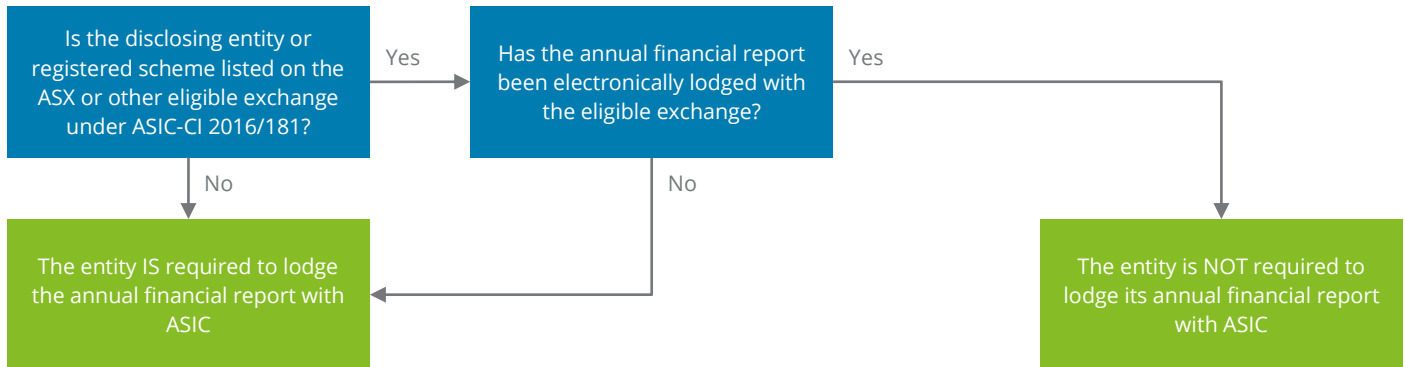 Is the disclosing entity or
registered scheme listed on the
ASX or other eligible exchange
under ASIC-CI 2016/181?
Yes
Has the annual financial report
been electronically lodged with
the eligible exchange?
Yes
No
No
The entity IS required to lodge
the annual financial report with
ASIC
The entity is NOT required to
lodge its annual financial report
with ASIC